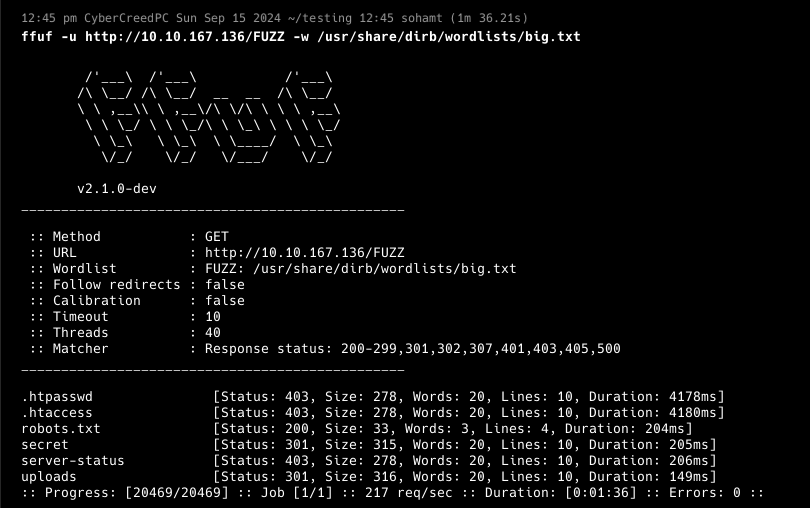 12:45 pm CyberCreedPC Sun Sep 15 2024 ~/testing 12:45 sohamt (1m 36.21s)
ffuf -u http://10.10.167.136/FUZZ -w /usr/share/dirb/wordlists/big.txt
        /'___\  /'___\           /'___\
       /\ \__/ /\ \__/  __  __  /\ \__/
       \ \ ,__\\ \ ,__\/\ \/\ \ \ \ ,__\
        \ \ \_/ \ \ \_/\ \ \_\ \ \ \ \_/
         \ \_\   \ \_\  \ \____/  \ \_\
          \/_/    \/_/   \/___/    \/_/
v2.1.0-dev
________________________________________________
:: Method           : GET
:: URL              : http://10.10.167.136/FUZZ
:: Wordlist         : FUZZ: /usr/share/dirb/wordlists/big.txt
:: Follow redirects : false
:: Calibration      : false
:: Timeout          : 10
:: Threads          : 40
:: Matcher          : Response status: 200-299,301,302,307,401,403,405,500
________________________________________________
.htpasswd               [Status: 403, Size: 278, Words: 20, Lines: 10, Duration: 4178ms]
.htaccess               [Status: 403, Size: 278, Words: 20, Lines: 10, Duration: 4180ms]
robots.txt              [Status: 200, Size: 33, Words: 3, Lines: 4, Duration: 204ms]
secret                  [Status: 301, Size: 315, Words: 20, Lines: 10, Duration: 205ms]
server-status           [Status: 403, Size: 278, Words: 20, Lines: 10, Duration: 206ms]
uploads                 [Status: 301, Size: 316, Words: 20, Lines: 10, Duration: 149ms]
:: Progress: [20469/20469] :: Job [1/1] :: 217 req/sec :: Duration: [0:01:36] :: Errors: 0 ::